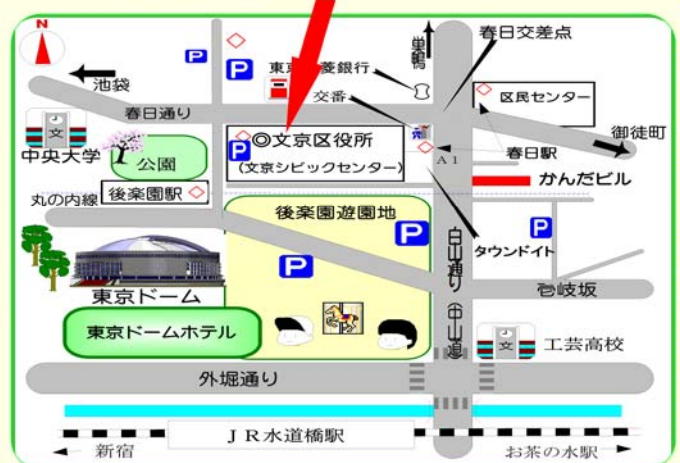 N
巣鴨
春日交差点
P
P
池袋
東京三菱銀行
交番
区民センター
春日通り
文
中央大学
公園
◎文京区役所
P
(文京シビックセンター)
御徒町
春日駅
A1
丸の内線
後楽園駅
かんだビル
後楽園遊園地
P
P
P
白山通り(中山道)
タウンドイト
東京ドーム
壱岐坂
東京ドームホテル
文
工芸高校
外堀通り
JR水道橋駅
新宿
お茶の水駅